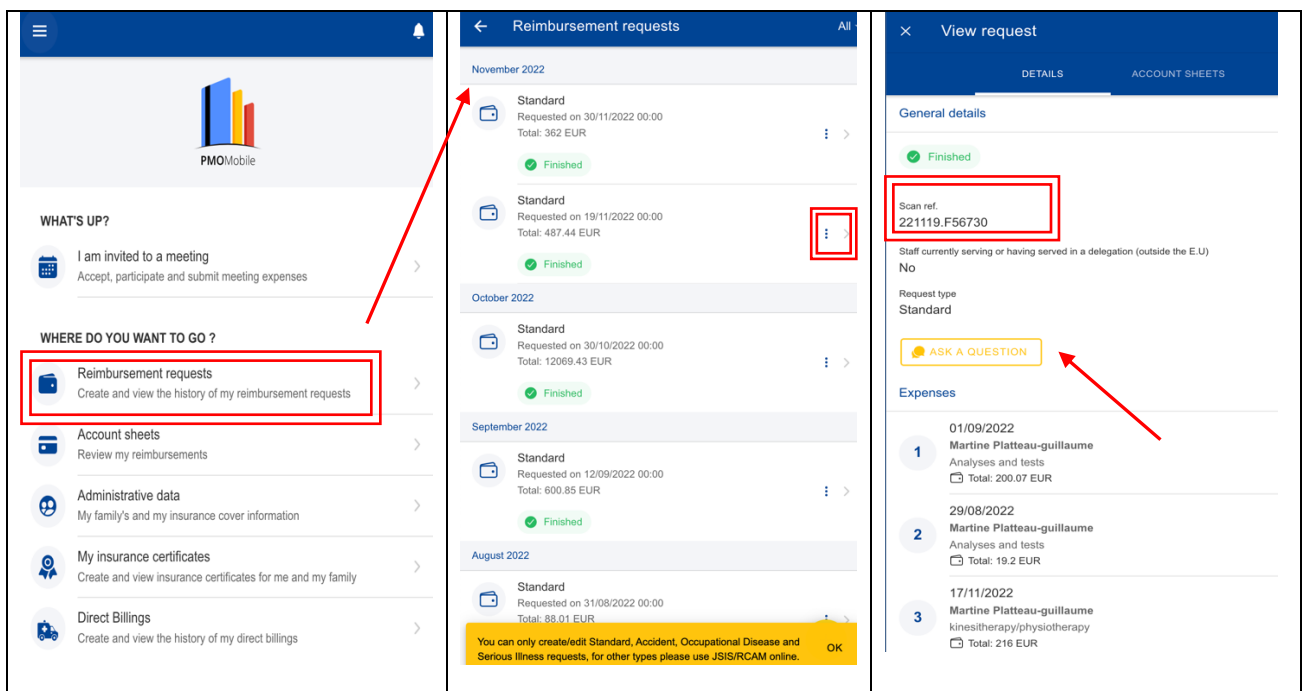 PMOMobile
WHAT'S UP?
I am invited to a meeting
Accept, participate and submit meeting expenses
WHERE DO YOU WANT TO GO ?
Reimbursement requests
Create and view the history of my reimbursement requests
Account sheets
Review my reimbursements
Administrative data
My family's and my insurance cover information
My insurance certificates
Create and view insurance certificates for me and my family
Direct Billings
Create and view the history of my direct billings
Reimbursement requests
All
November 2022
Standard
Requested on 30/11/2022 00:00
Total: 362 EUR
Finished
Standard
Requested on 19/11/2022 00:00
Total: 487.44 EUR
Finished
October 2022
Standard
Requested on 30/10/2022 00:00
Total: 12069.43 EUR
Finished
September 2022
Standard
Requested on 12/09/2022 00:00
Total: 600.85 EUR
Finished
August 2022
Standard
Requested on 31/08/2022 00:00
Total: 88.01 EUR
You can only create/edit Standard, Accident, Occupational Disease and
Serious Illness requests, for other types please use JSIS/RCAM online.
OK
View request
DETAILS
ACCOUNT SHEETS
General details
Finished
Scan ref.
221119.F56730
Staff currently serving or having served in a delegation (outside the E.U)
No
Request type
Standard
ASK A QUESTION
Expenses
1
01/09/2022
Martine Platteau-guillaume
Analyses and tests
Total: 200.07 EUR
2
29/08/2022
Martine Platteau-guillaume
Analyses and tests
Total: 19.2 EUR
3
17/11/2022
Martine Platteau-guillaume
kinesitherapy/physiotherapy
Total: 216 EUR